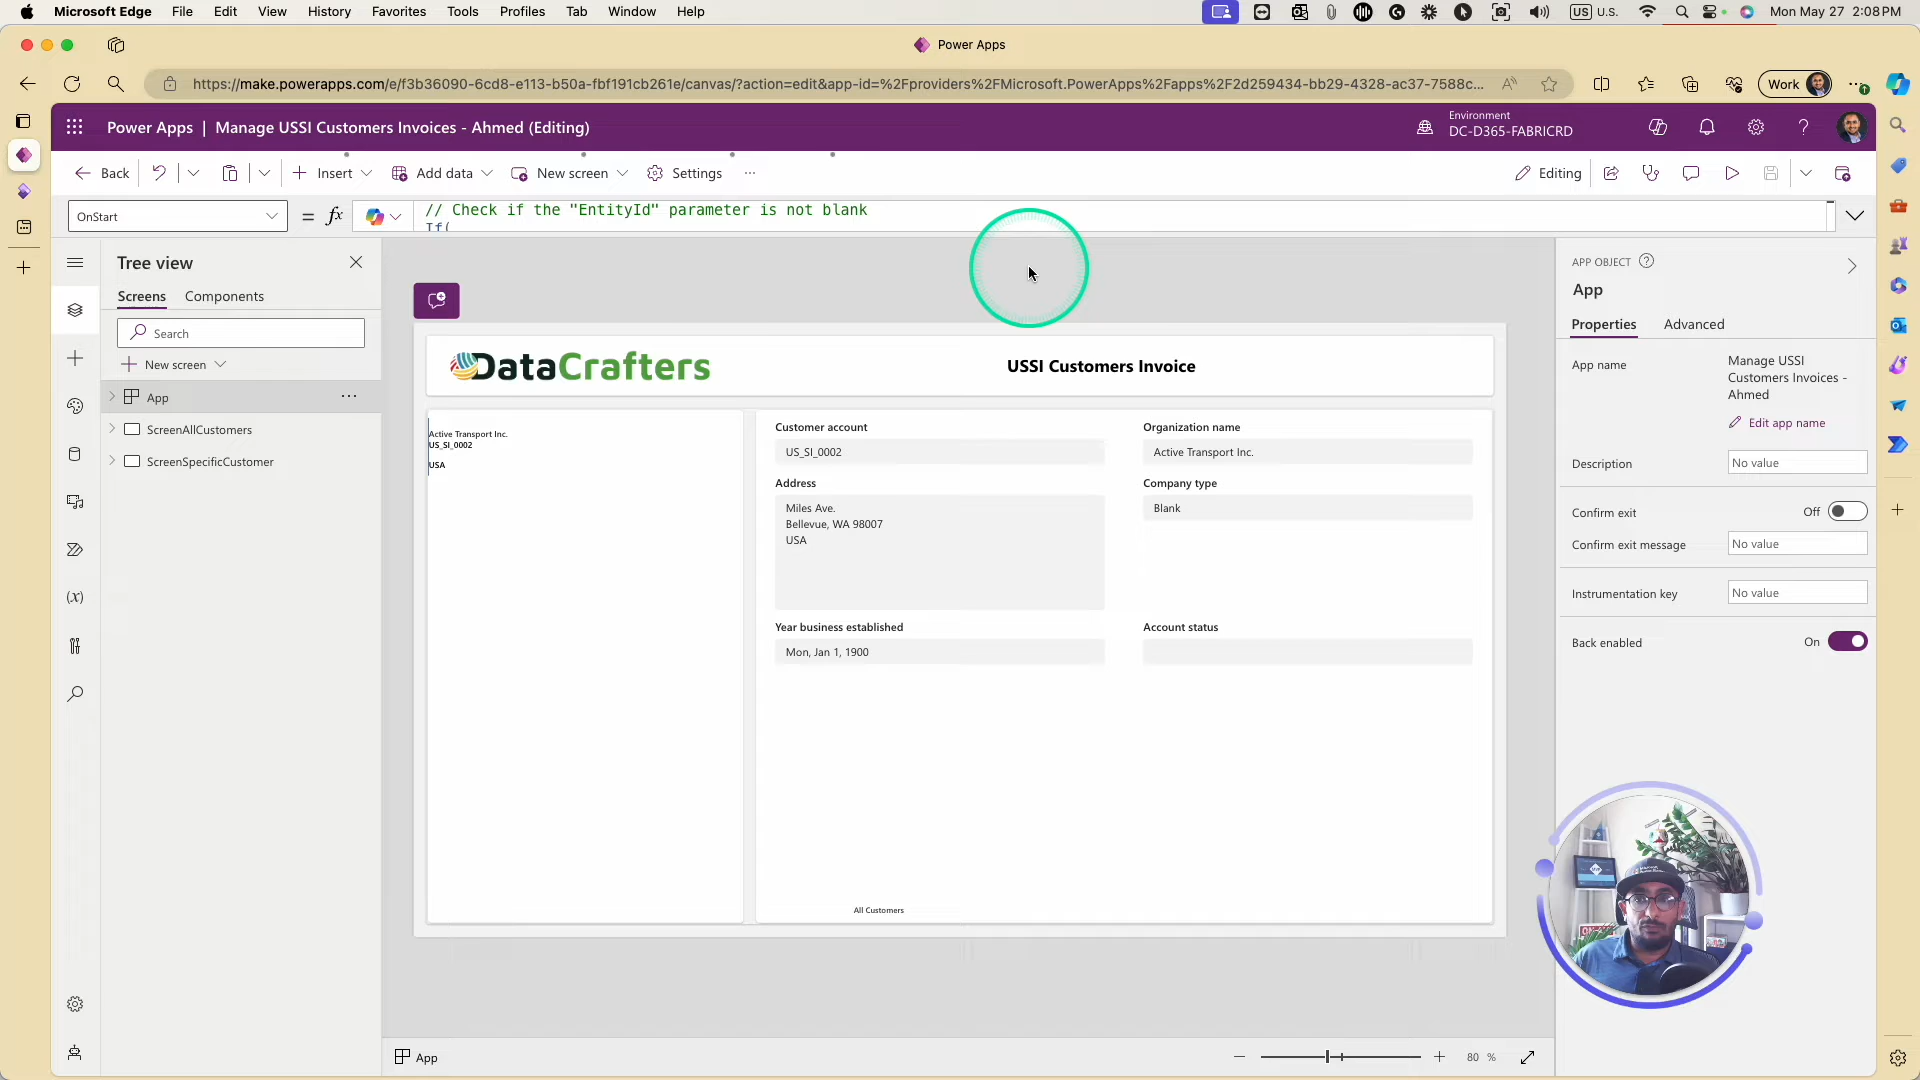 Microsoft Edge File Edit View History Favorites Tools Profiles Tab Window Help
US U.S. Mon May 27 2:08 PM
Power Apps
https://make.powerapps.com/e/f3b36090-6cd8-e113-b50a-fbf191cb261e/canvas/?action=edit&app-id=%2Fproviders%2FMicrosoft.PowerApps%2Fapps%2F2d259434-bb29-4328-ac37-7588c...
Work
Power Apps | Manage USSI Customers Invoices - Ahmed (Editing)
Environment
DC-D365-FABRICRD
Back
Insert
Add data
New screen
Settings
Editing
OnStart
= fx
// Check if the "EntityId" parameter is not blank
If(
Tree view
Screens
Components
Search
New screen
App
ScreenAllCustomers
ScreenSpecificCustomer
DataCrafters
USSI Customers Invoice
Active Transport Inc.
US_SI_0002
USA
Customer account
US_SI_0002
Organization name
Active Transport Inc.
Address
Miles Ave.
Bellevue, WA 98007
USA
Company type
Blank
Year business established
Mon, Jan 1, 1900
Account status
All Customers
APP OBJECT
App
Properties
Advanced
App name
Manage USSI
Customers Invoices -
Ahmed
Edit app name
Description
No value
Confirm exit
Off
Confirm exit message
No value
Instrumentation key
No value
Back enabled
On
App
80 %